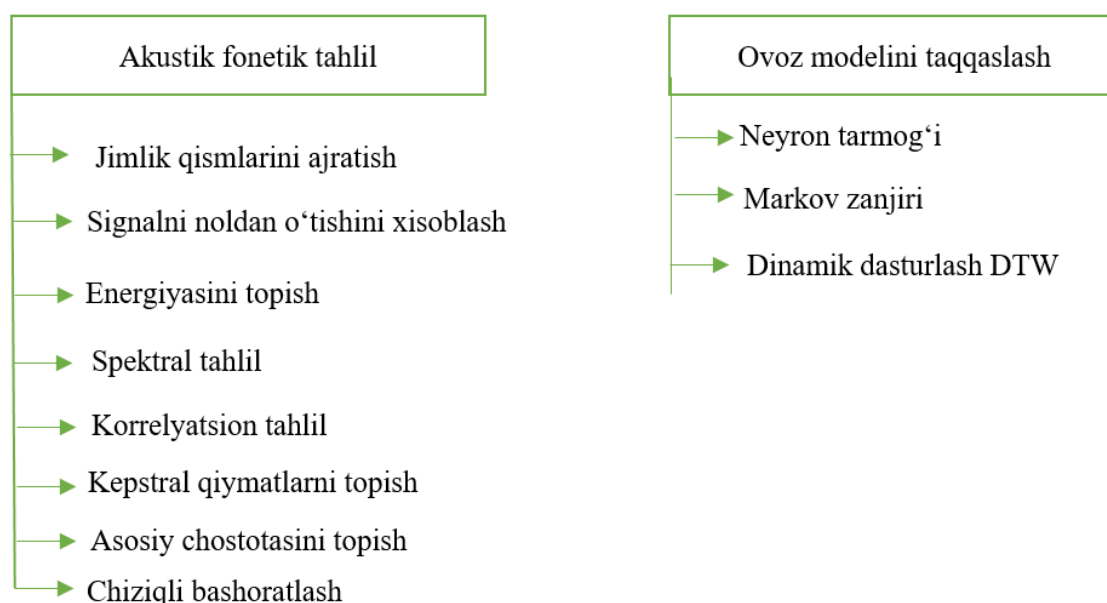 Akustik fonetik tahlil
Jimlik qismlarini ajratish
Signalni noldan o‘tishini xisoblash
Energiyasini topish
Spektral tahlil
Korrelyatsion tahlil
Kepstral qiymatlarni topish
Asosiy chostotasini topish
Chiziqli bashoratlash
Ovoz modelini taqqaslash
Neyron tarmog‘i
Markov zanjiri
Dinamik dasturlash DTW